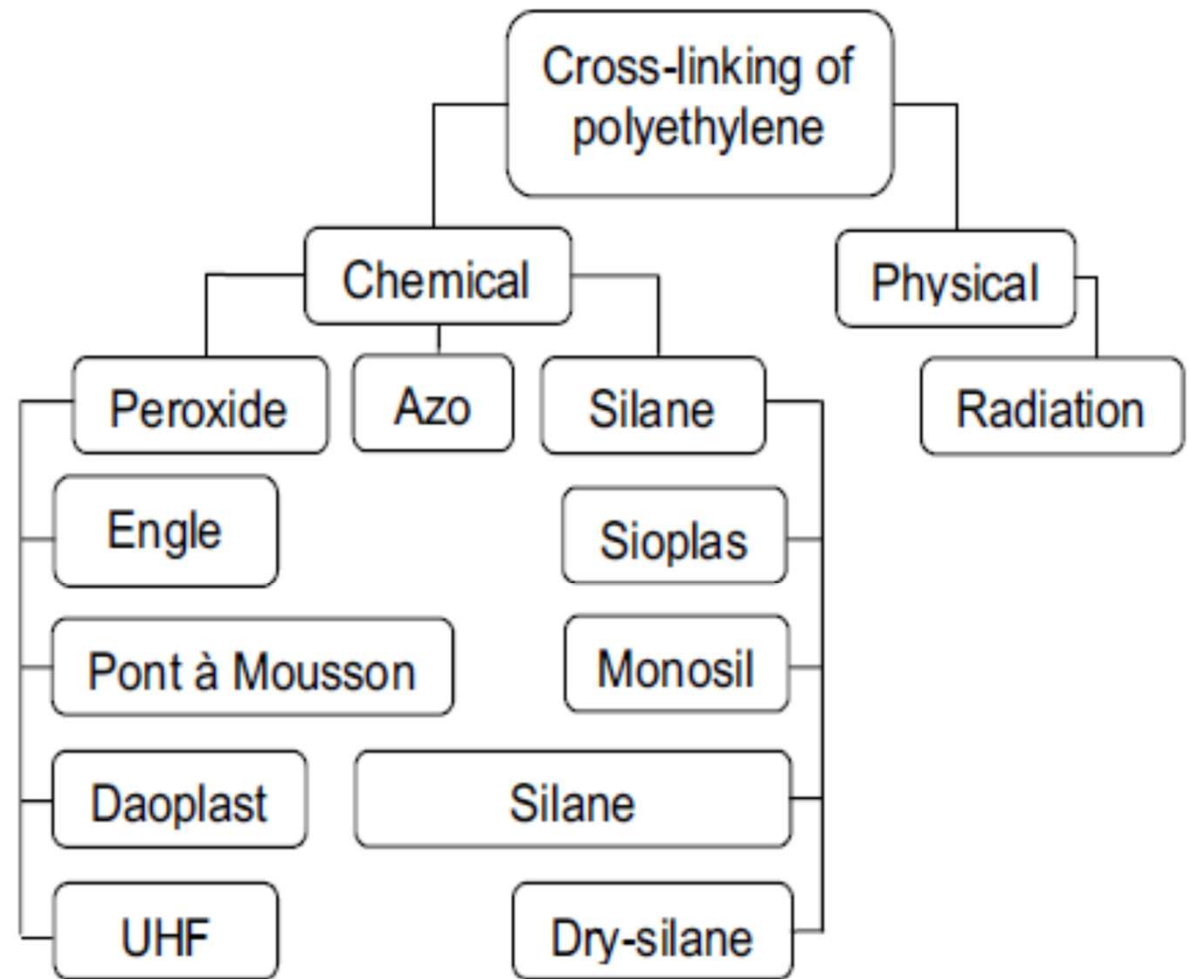 Cross-linking of
polyethylene
Chemical
Physical
Peroxide
Azo
Silane
Radiation
Engle
Sioplas
Pont à Mousson
Monosil
Daoplast
Silane
UHF
Dry-silane